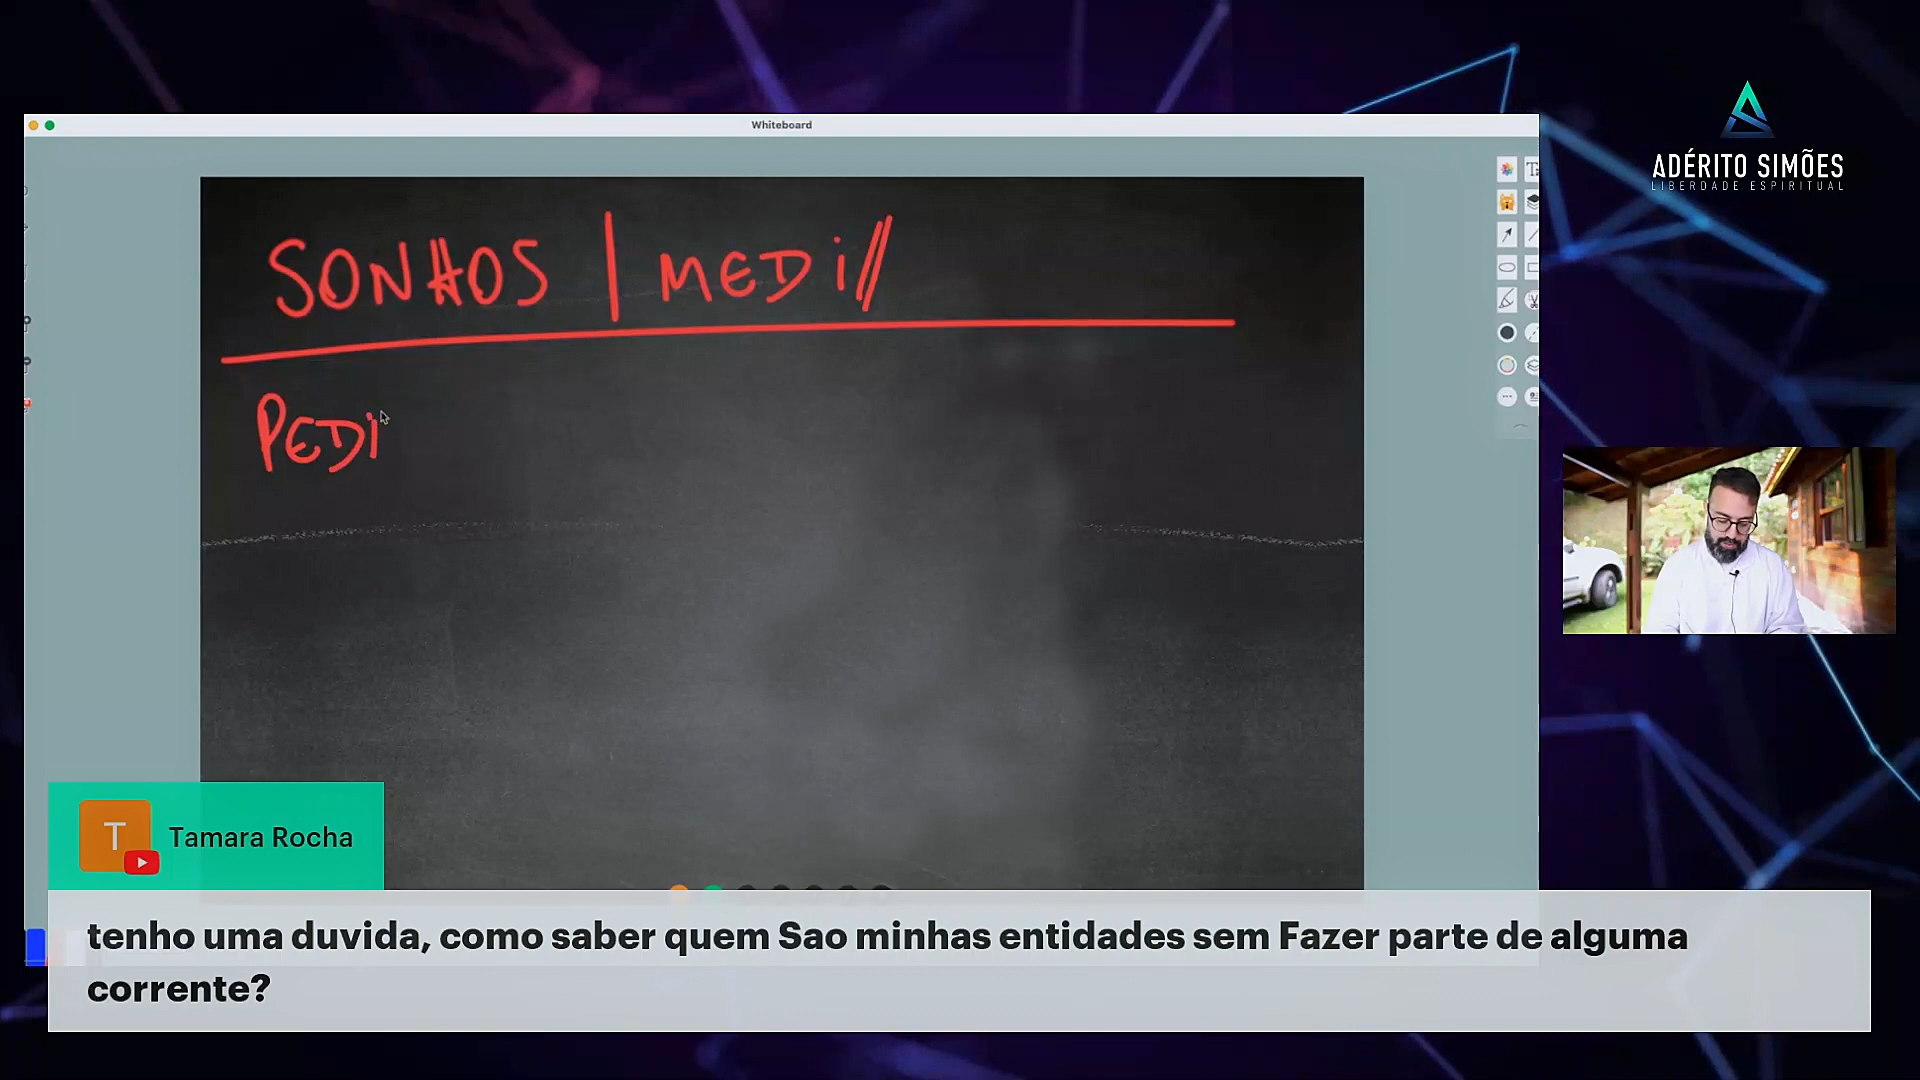 Whiteboard
ADÉRITO SIMÕES
LIBERDADE ESPIRITUAL
SONHOS | MEDi//
PEDI
T Tamara Rocha
tenho uma duvida, como saber quem Sao minhas entidades sem Fazer parte de alguma
corrente?